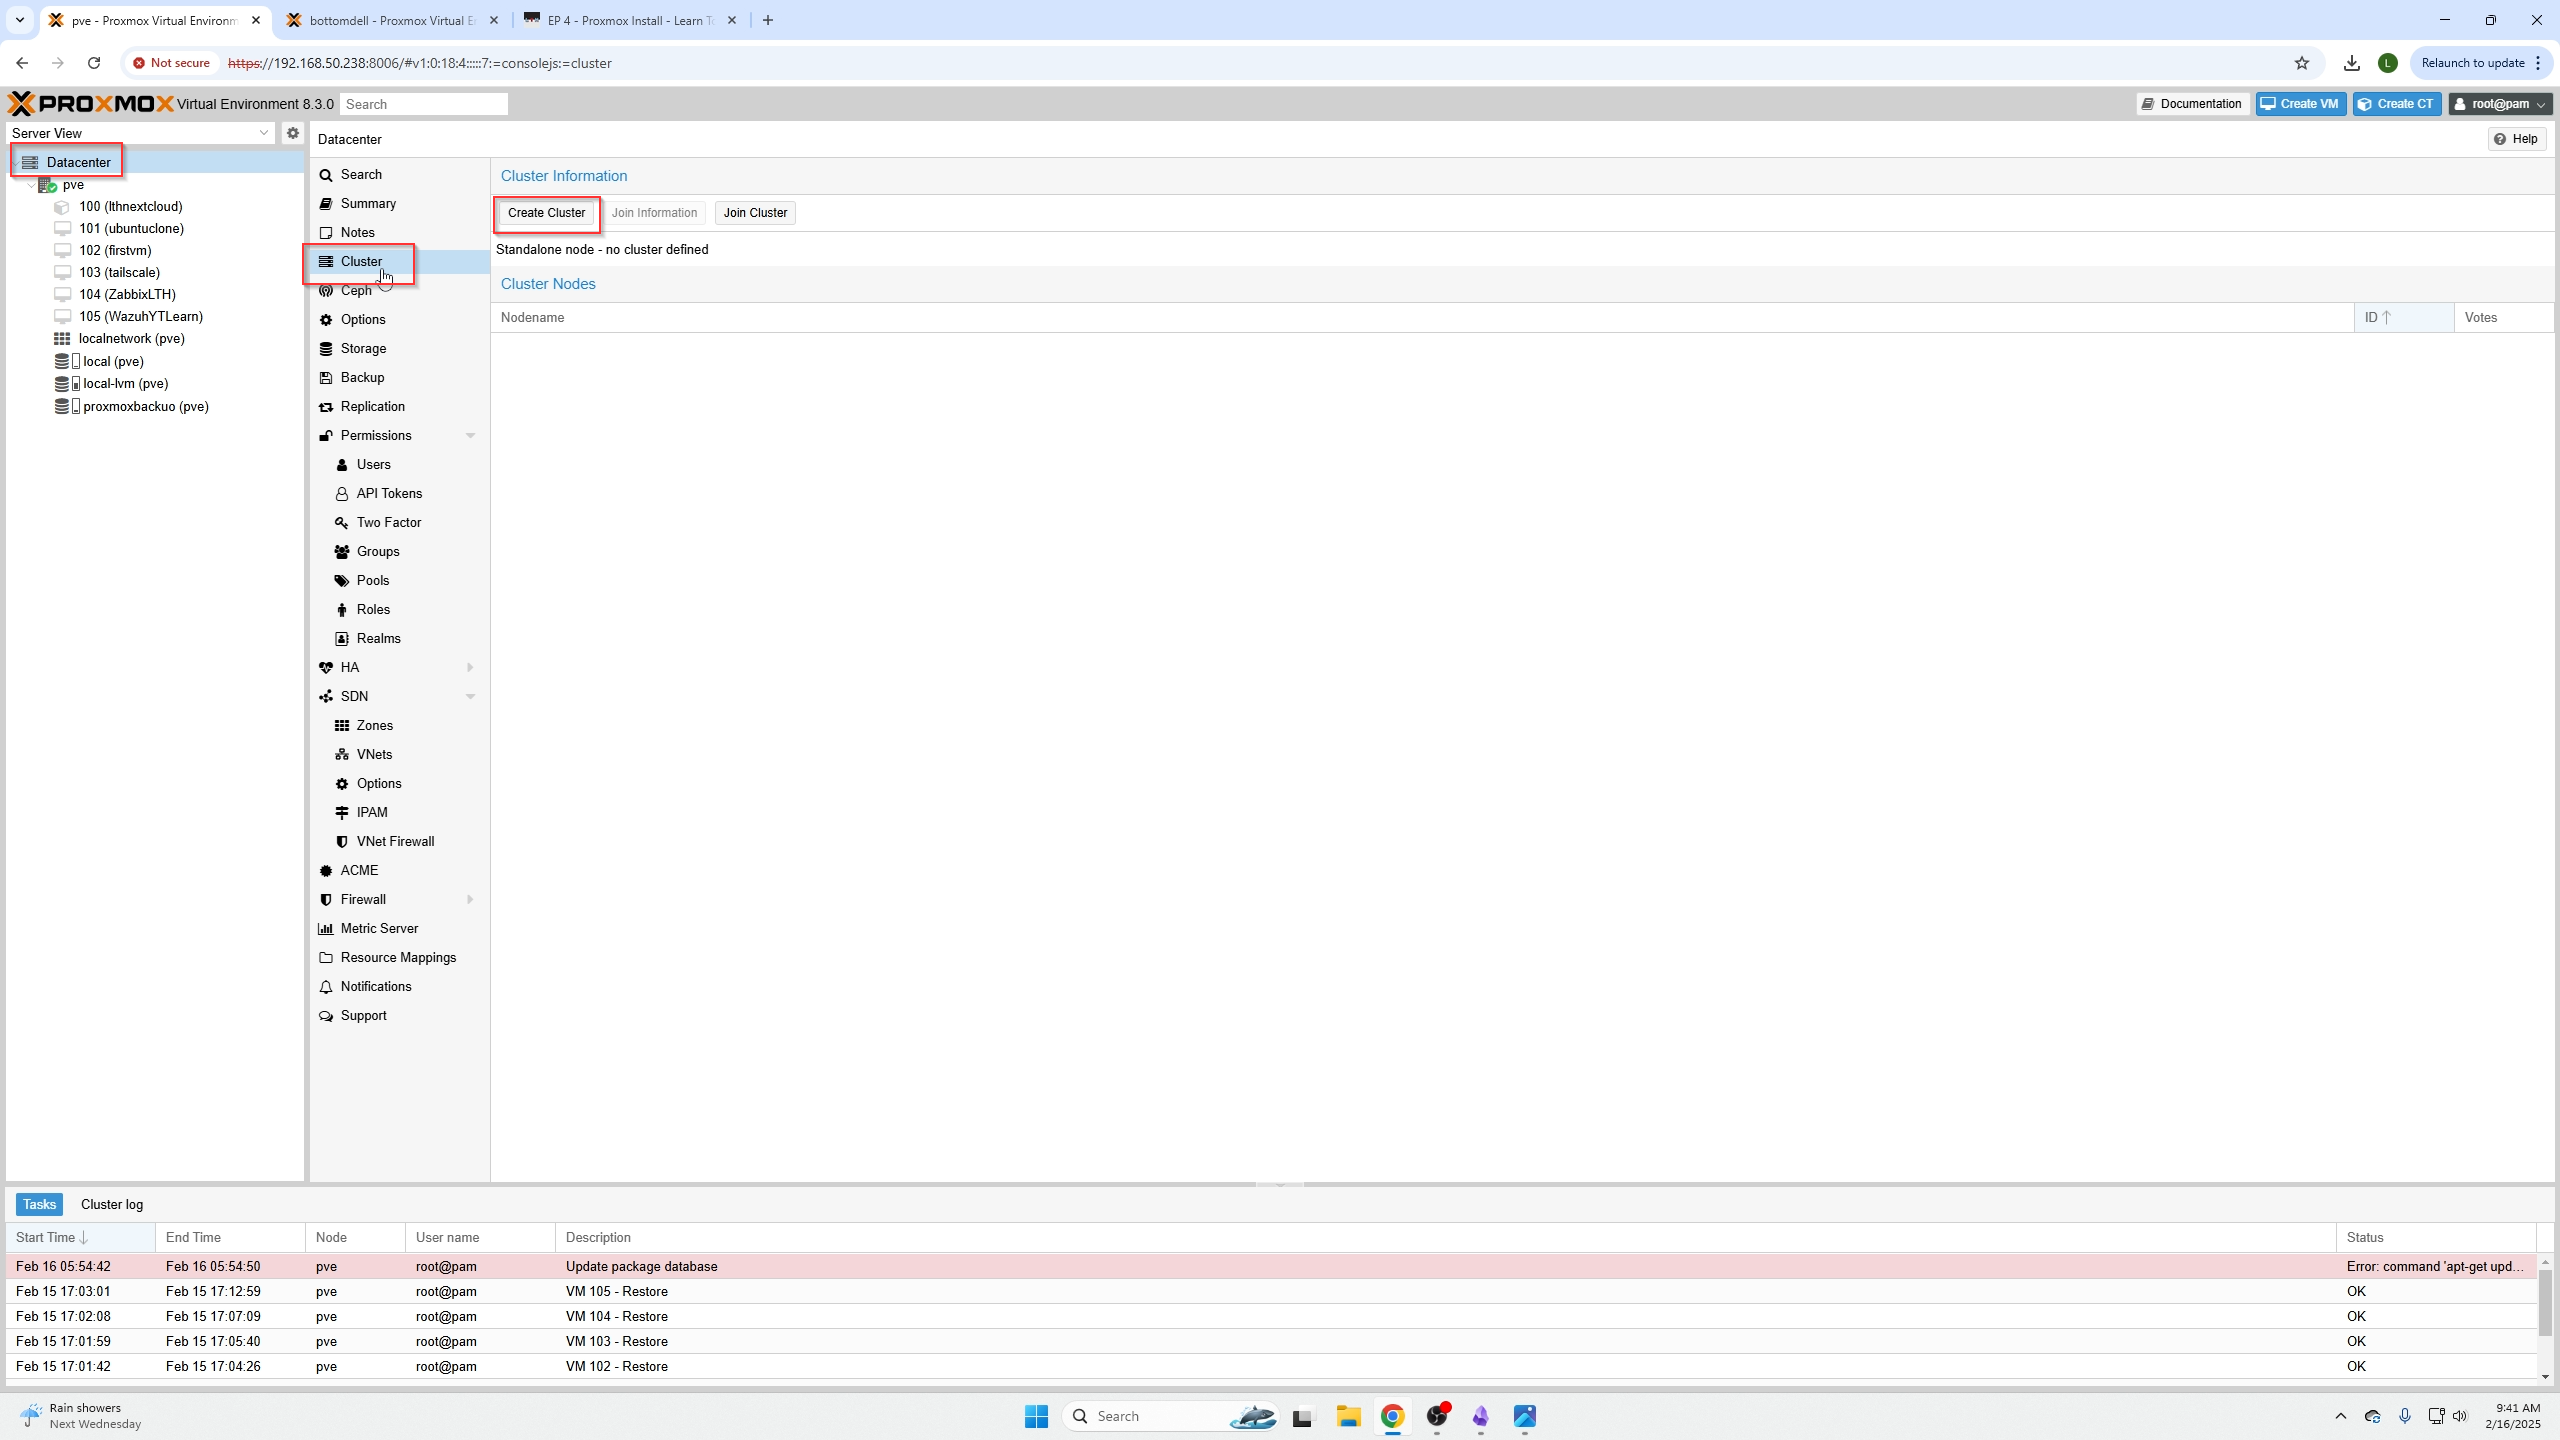 pve - Proxmox Virtual Environm
bottomdell - Proxmox Virtual E
EP 4 - Proxmox Install - Learn T
Not secure
https://192.168.50.238:8006/#v1:0:18:4:::::7:=consolejs:=cluster
L
Relaunch to update
PROXMOX Virtual Environment 8.3.0
Search
Documentation
Create VM
Create CT
root@pam
Server View
Datacenter
Help
Datacenter
pve
100 (lthnextcloud)
101 (ubuntuclone)
102 (firstvm)
103 (tailscale)
104 (ZabbixLTH)
105 (WazuhYTLearn)
localnetwork (pve)
local (pve)
local-lvm (pve)
proxmoxbackuo (pve)
Search
Summary
Notes
Cluster
Ceph
Options
Storage
Backup
Replication
Permissions
Users
API Tokens
Two Factor
Groups
Pools
Roles
Realms
HA
SDN
Zones
VNets
Options
IPAM
VNet Firewall
ACME
Firewall
Metric Server
Resource Mappings
Notifications
Support
Cluster Information
Create Cluster
Join Information
Join Cluster
Standalone node - no cluster defined
Cluster Nodes
Nodename
ID
Votes
Tasks
Cluster log
Start Time
End Time
Node
User name
Description
Status
Feb 16 05:54:42 Feb 16 05:54:50 pve root@pam Update package database Error: command 'apt-get upd...
Feb 15 17:03:01 Feb 15 17:12:59 pve root@pam VM 105 - Restore OK
Feb 15 17:02:08 Feb 15 17:07:09 pve root@pam VM 104 - Restore OK
Feb 15 17:01:59 Feb 15 17:05:40 pve root@pam VM 103 - Restore OK
Feb 15 17:01:42 Feb 15 17:04:26 pve root@pam VM 102 - Restore OK
Rain showers
Next Wednesday
Search
9:41 AM
2/16/2025